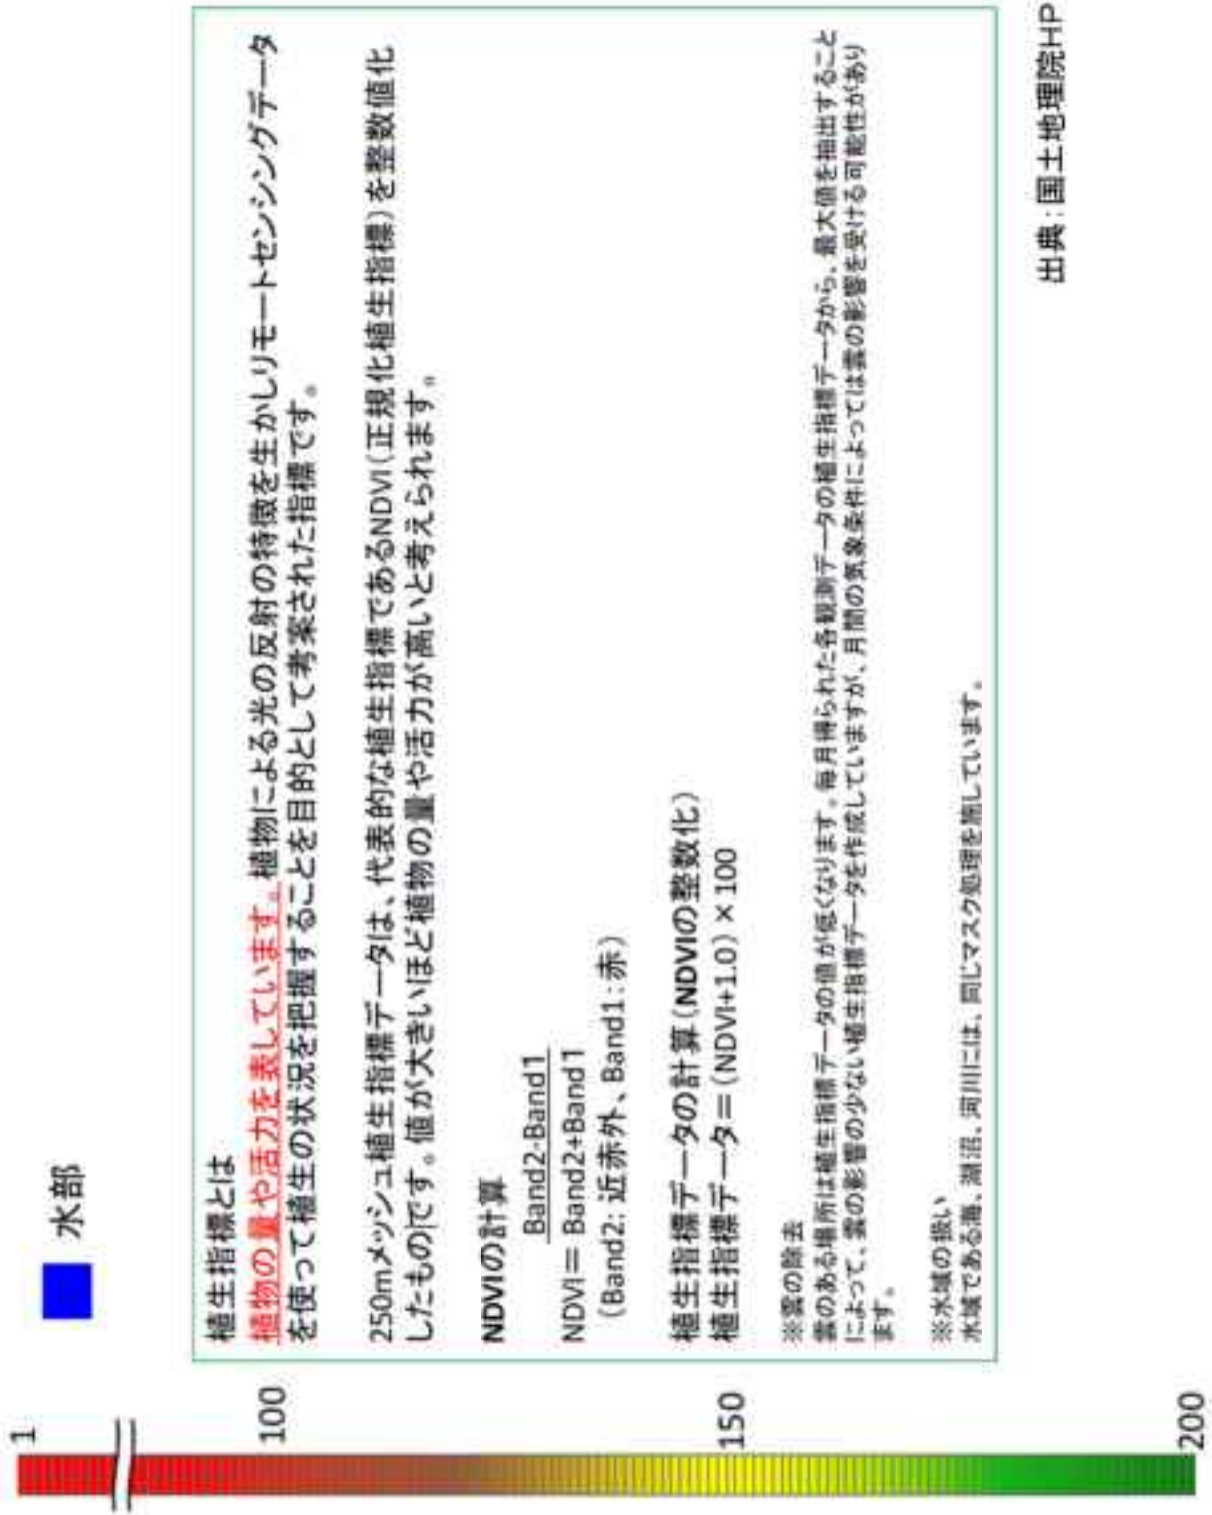 1
100
150
200
水部
植生指標とは
植物の量や活力を表しています。植物による光の反射の特徴を生かしリモートセンシングデータ
を使って植生の状況を把握することを目的として考案された指標です。
250mメッシュ植生指標データは、代表的な植生指標であるNDVI(正規化植生指標)を整数値化
したものです。値が大きいほど植物の量や活力が高いと考えられます。
NDVIの計算
Band2-Band1
NDVI= Band2+Band1
(Band2: 近赤外、Band1:赤)
植生指標データの計算(NDVIの整数化)
植生指標データ=(NDVI+1.0)×100
※雲の除去
雲のある場所は植生指標データの値が低くなります。毎月得られた各観測データの植生指標データから、最大値を抽出すること
によって、雲の影響の少ない植生指標データを作成していますが、月間の気象条件によっては雲の影響を受ける可能性があり
ます。
※水域の扱い
水域である海、湖沼、河川には、同じマスク処理を施しています。
出典:国土地理院HP